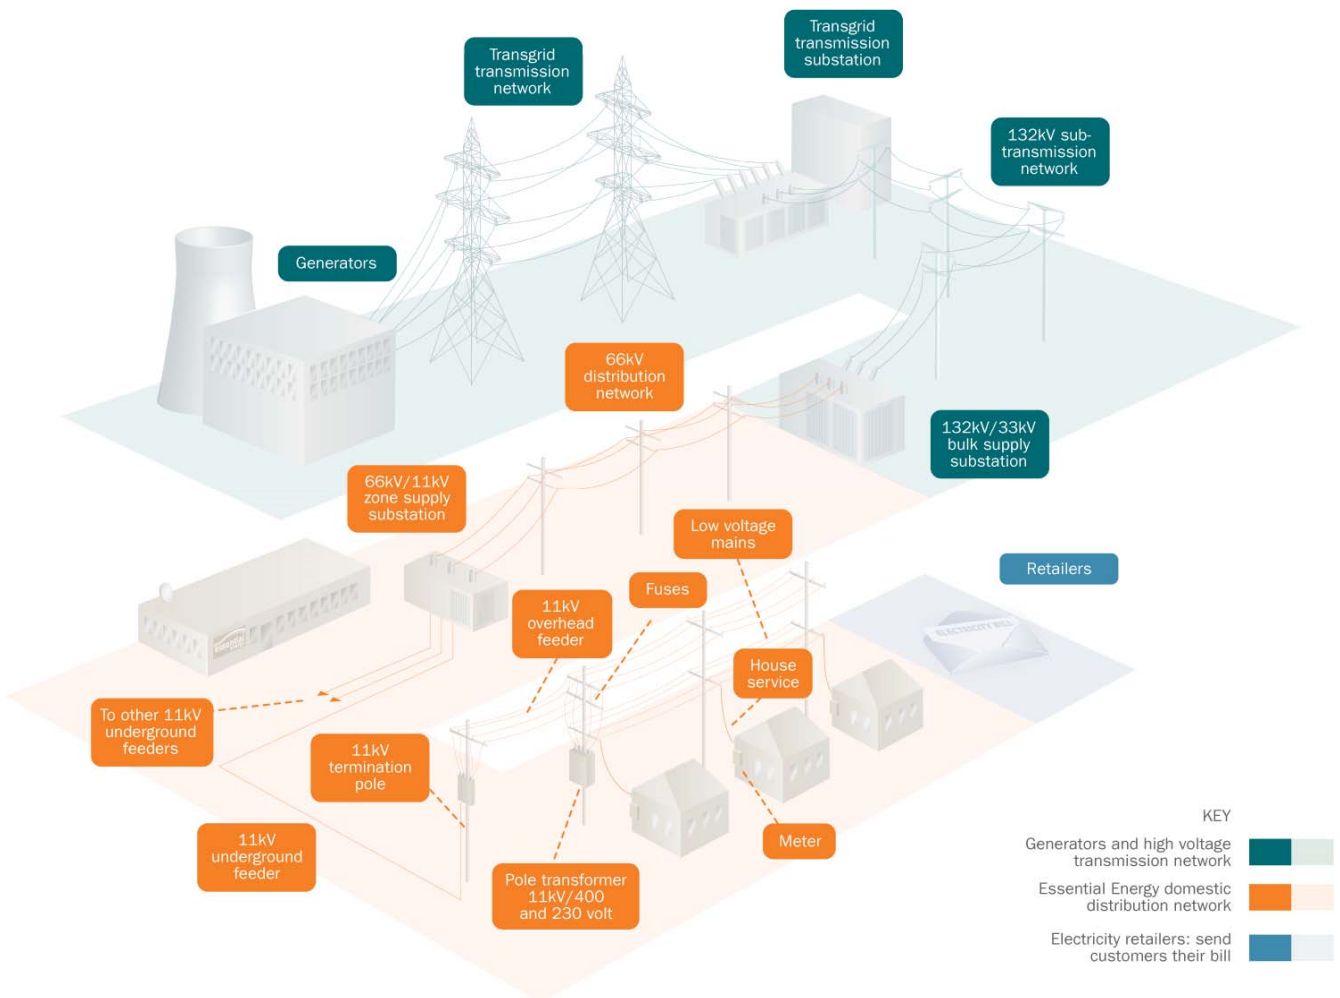 Transgrid
transmission
substation
Transgrid
transmission
network
132kV sub-
transmission
network
Generators
66kV
distribution
network
132kV/33kV
bulk supply
substation
66kV/11kV
zone supply
substation
Low voltage
mains
Retailers
Fuses
11kV
overhead
feeder
ELECTRICITY BILL
House
service
To other 11kV
underground
feeders
11kV
termination
pole
Meter
11kV
underground
feeder
Pole transformer
11kV/400
and 230 volt
KEY
Generators and high voltage
transmission network
Essential Energy domestic
distribution network
Electricity retailers: send
customers their bill